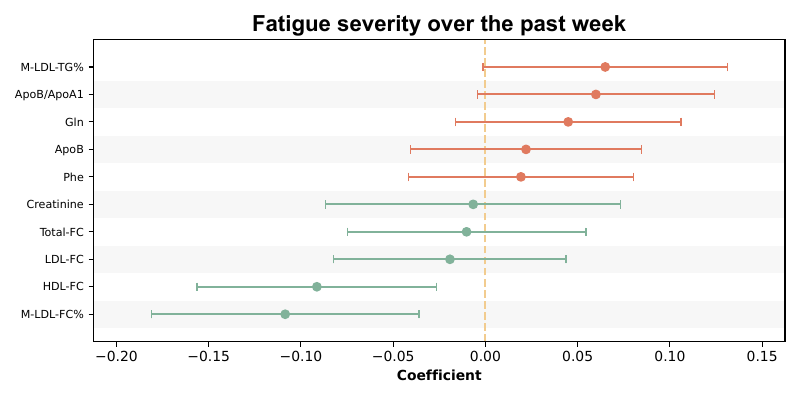 Fatigue severity over the past week
M-LDL-TG%
ApoB/ApoA1
Gln
ApoB
Phe
Creatinine
Total-FC
LDL-FC
HDL-FC
M-LDL-FC%
−0.20 −0.15 −0.10 −0.05 0.00 0.05 0.10 0.15
Coefficient